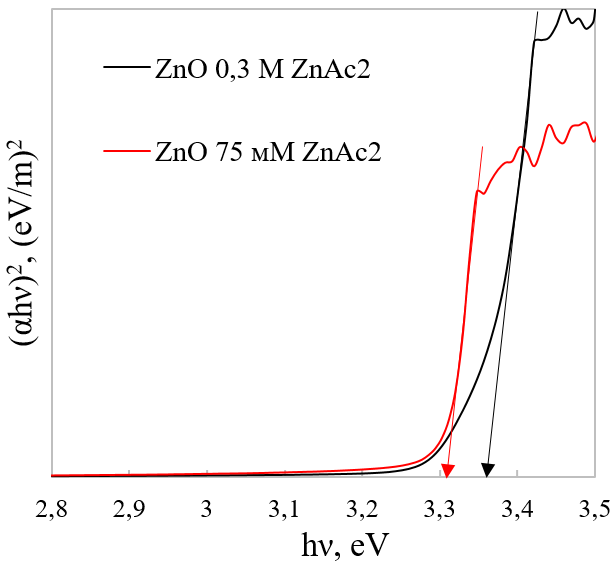 ZnO 0,3 M ZnAc2
ZnO 75 мМ ZnAc2
(αhν)², (eV/m)²
2,8 2,9 3 3,1 3,2 3,3 3,4 3,5
hν, eV